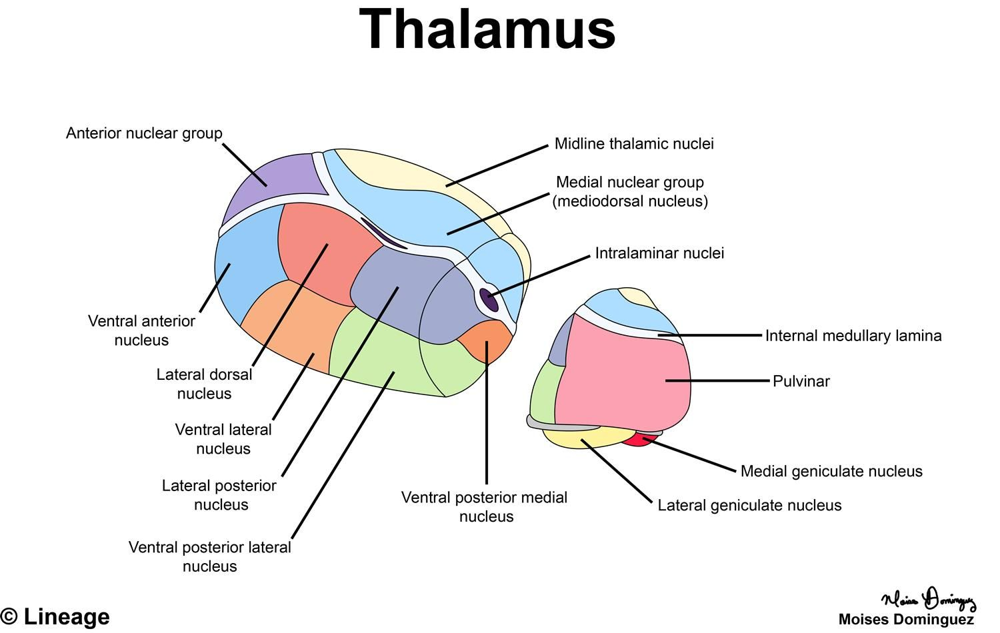 Thalamus
Anterior nuclear group
Midline thalamic nuclei
Medial nuclear group
(mediodorsal nucleus)
Intralaminar nuclei
Ventral anterior
nucleus
Internal medullary lamina
Lateral dorsal
nucleus
Pulvinar
Ventral lateral
nucleus
Lateral posterior
nucleus
Medial geniculate nucleus
Ventral posterior medial
nucleus
Lateral geniculate nucleus
Ventral posterior lateral
nucleus
Moises Dominguez
© Lineage
Moises Dominguez